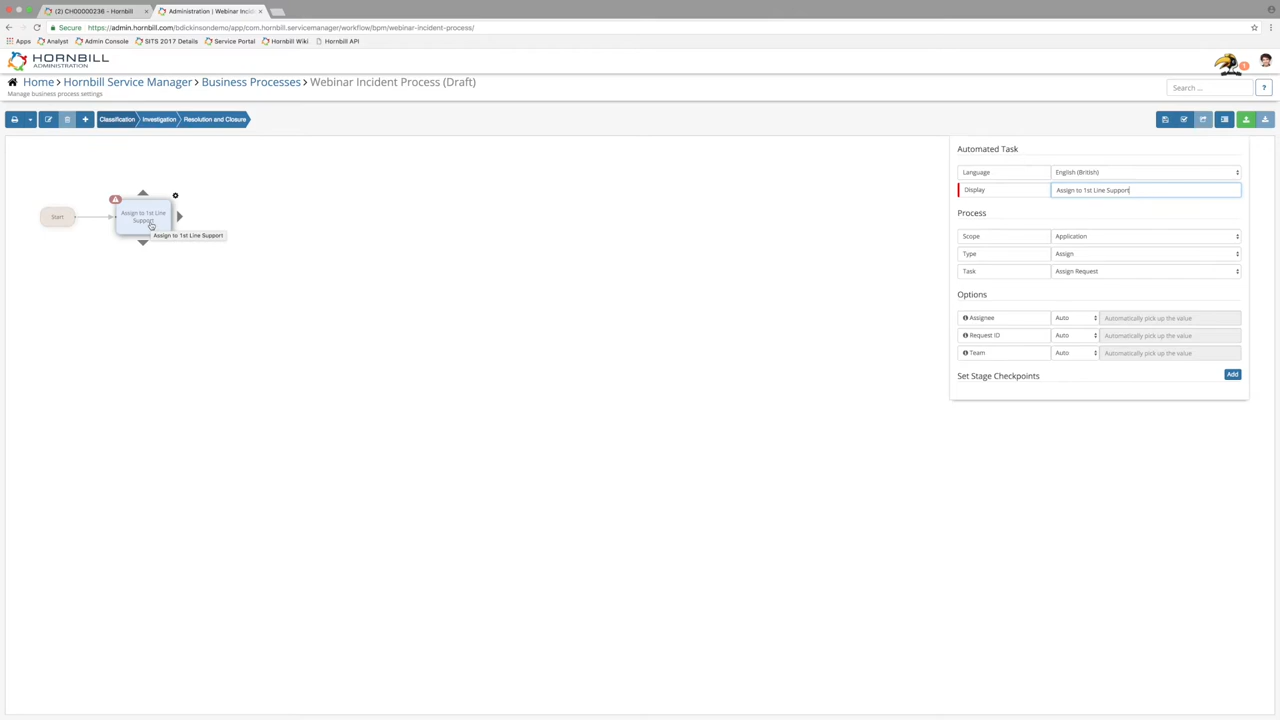 (2) CH00000236 - Hornbill
Administration | Webinar Incid
Secure https://admin.hornbill.com/bdickinsondemo/app/com.hornbill.servicemanager/workflow/bpm/webinar-incident-process/
Apps Analyst Admin Console SITS 2017 Details Service Portal Hornbill Wiki Hornbill API
HORNBILL
ADMINISTRATION
1
Home > Hornbill Service Manager > Business Processes > Webinar Incident Process (Draft)
Manage business process settings
Search ...
?
Classification Investigation Resolution and Closure
Automated Task
Language English (British)
Display Assign to 1st Line Support
Process
Scope Application
Type Assign
Task Assign Request
Options
Assignee Auto Automatically pick up the value
Request ID Auto Automatically pick up the value
Team Auto Automatically pick up the value
Set Stage Checkpoints Add
Start
Assign to 1st Line
Support
Assign to 1st Line Support